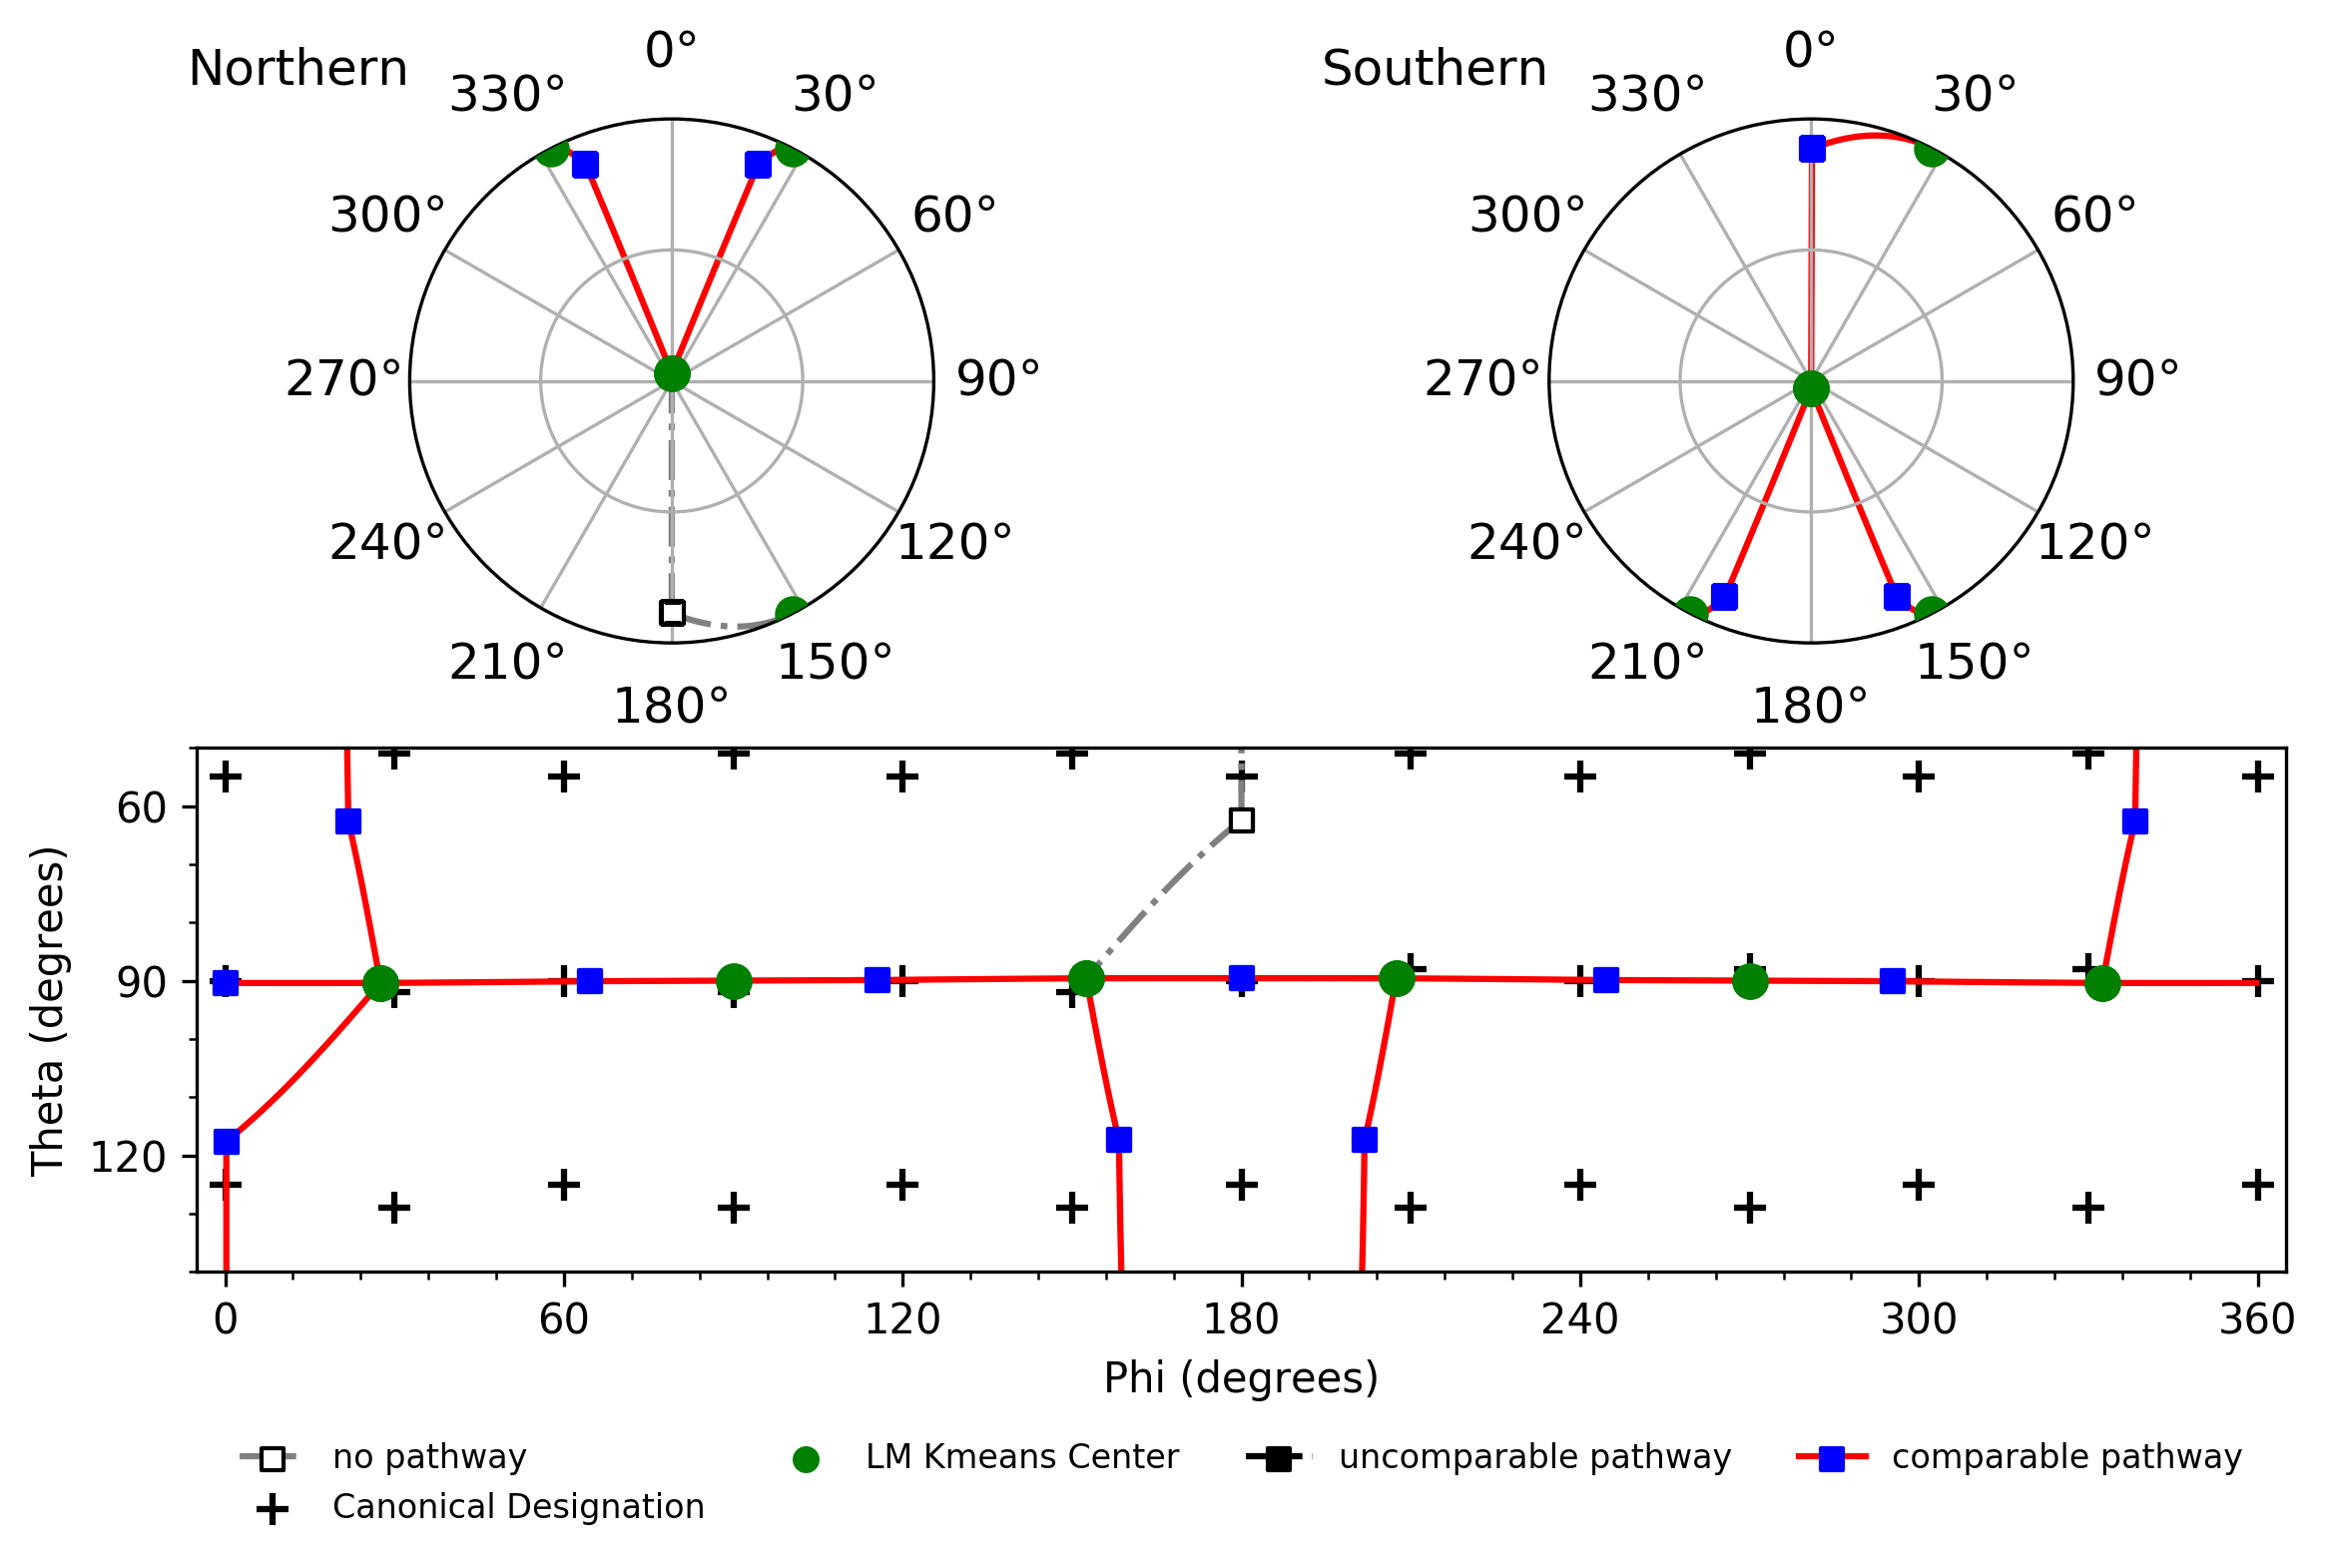 Northern
0°
330°
30°
300°
60°
270°
90°
240°
120°
210°
150°
180°
Southern
0°
330°
30°
300°
60°
270°
90°
240°
120°
210°
150°
180°
Theta (degrees)
60
90
120
0 60 120 180 240 300 360
Phi (degrees)
no pathway
Canonical Designation
LM Kmeans Center
uncomparable pathway
comparable pathway